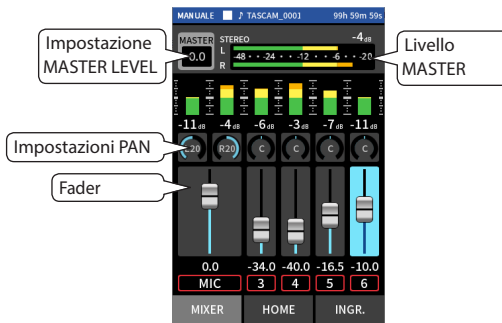 MANUALE TASCAM_0001 99h 59m 59s
Impostazione
MASTER LEVEL
MASTER
0.0
STEREO
-4dB
L
-48 · · -24 · · · -12 · · · -6 · · -20
R
Livello
MASTER
-11dB -4dB -6dB -3dB -7dB -11dB
Impostazioni PAN
L20 R20 C C C C
Fader
0.0 -34.0 -40.0 -16.5 -10.0
MIC 3 4 5 6
MIXER HOME INGR.